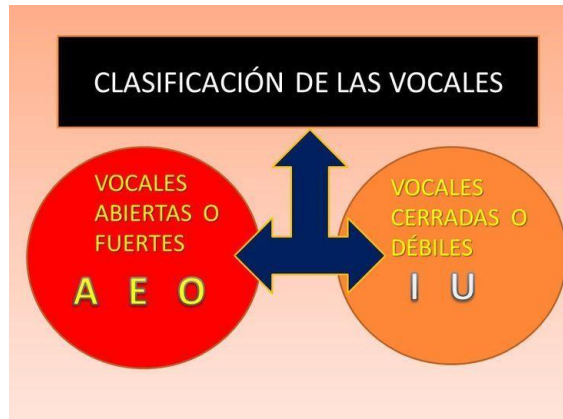 CLASIFICACIÓN DE LAS VOCALES
VOCALES
ABIERTAS O
FUERTES
A E O
VOCALES
CERRADAS O
DÉBILES
I U